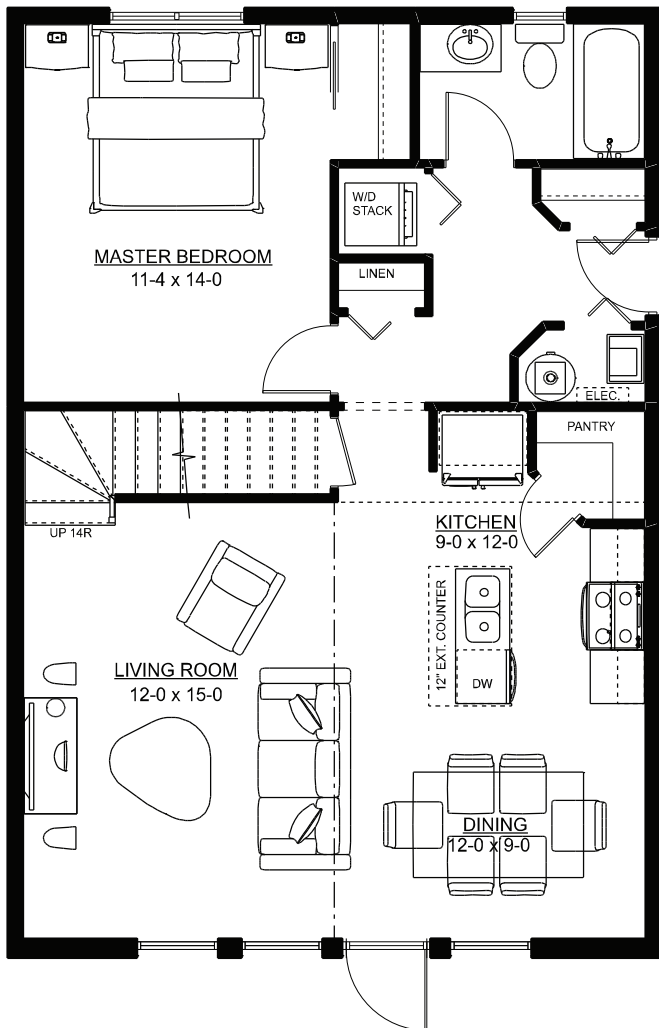 W/D
STACK
MASTER BEDROOM
11-4 x 14-0
LINEN
ELEC.
PANTRY
UP 14R
KITCHEN
9-0 x 12-0
12" EXT. COUNTER
LIVING ROOM
12-0 x 15-0
DW
DINING
12-0 x 9-0